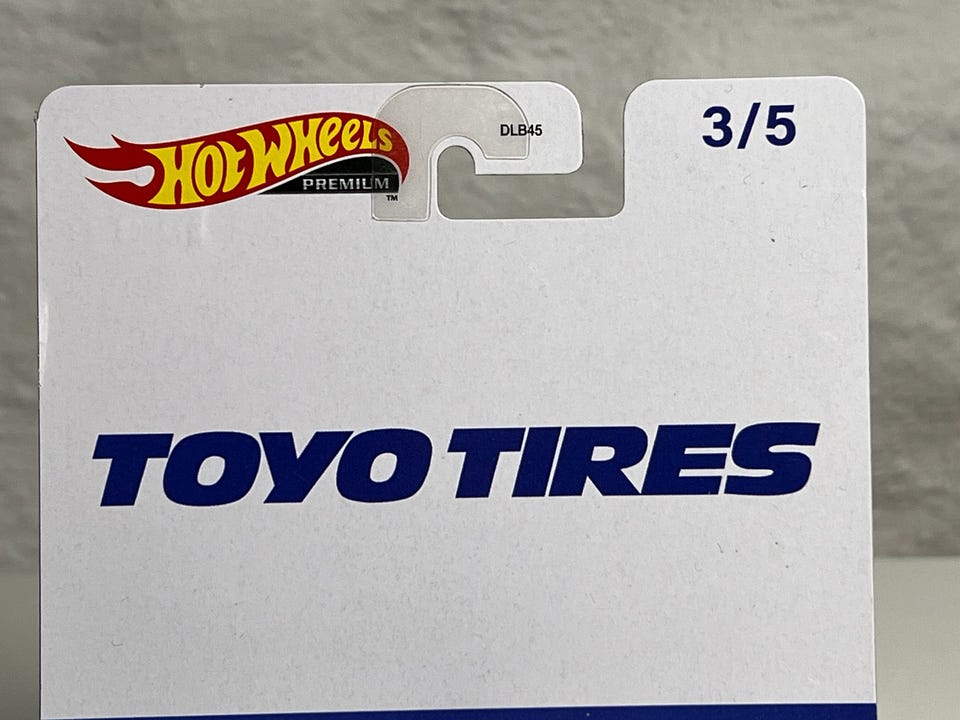 HOT WHEELS
PREMIUM
™
DLB45
3/5
TOYO TIRES